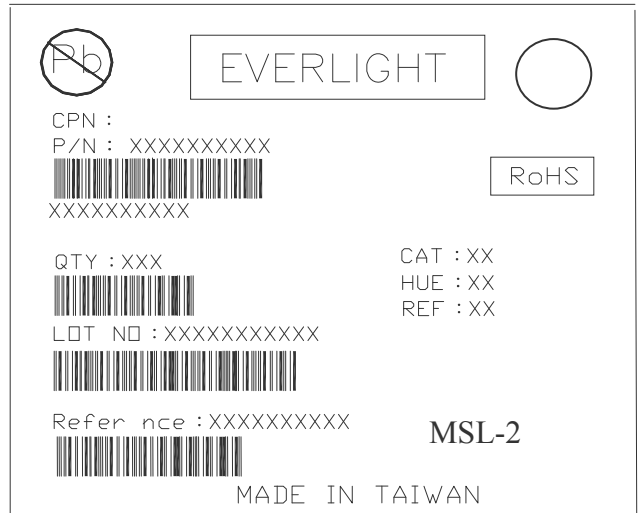 Pb
EVERLIGHT
CPN :
P/N : XXXXXXXXXX
RoHS
XXXXXXXXXX
QTY : XXX
CAT : XX
HUE : XX
REF : XX
LOT NO : XXXXXXXXXXX
Refer nce : XXXXXXXXXX
MSL-2
MADE IN TAIWAN